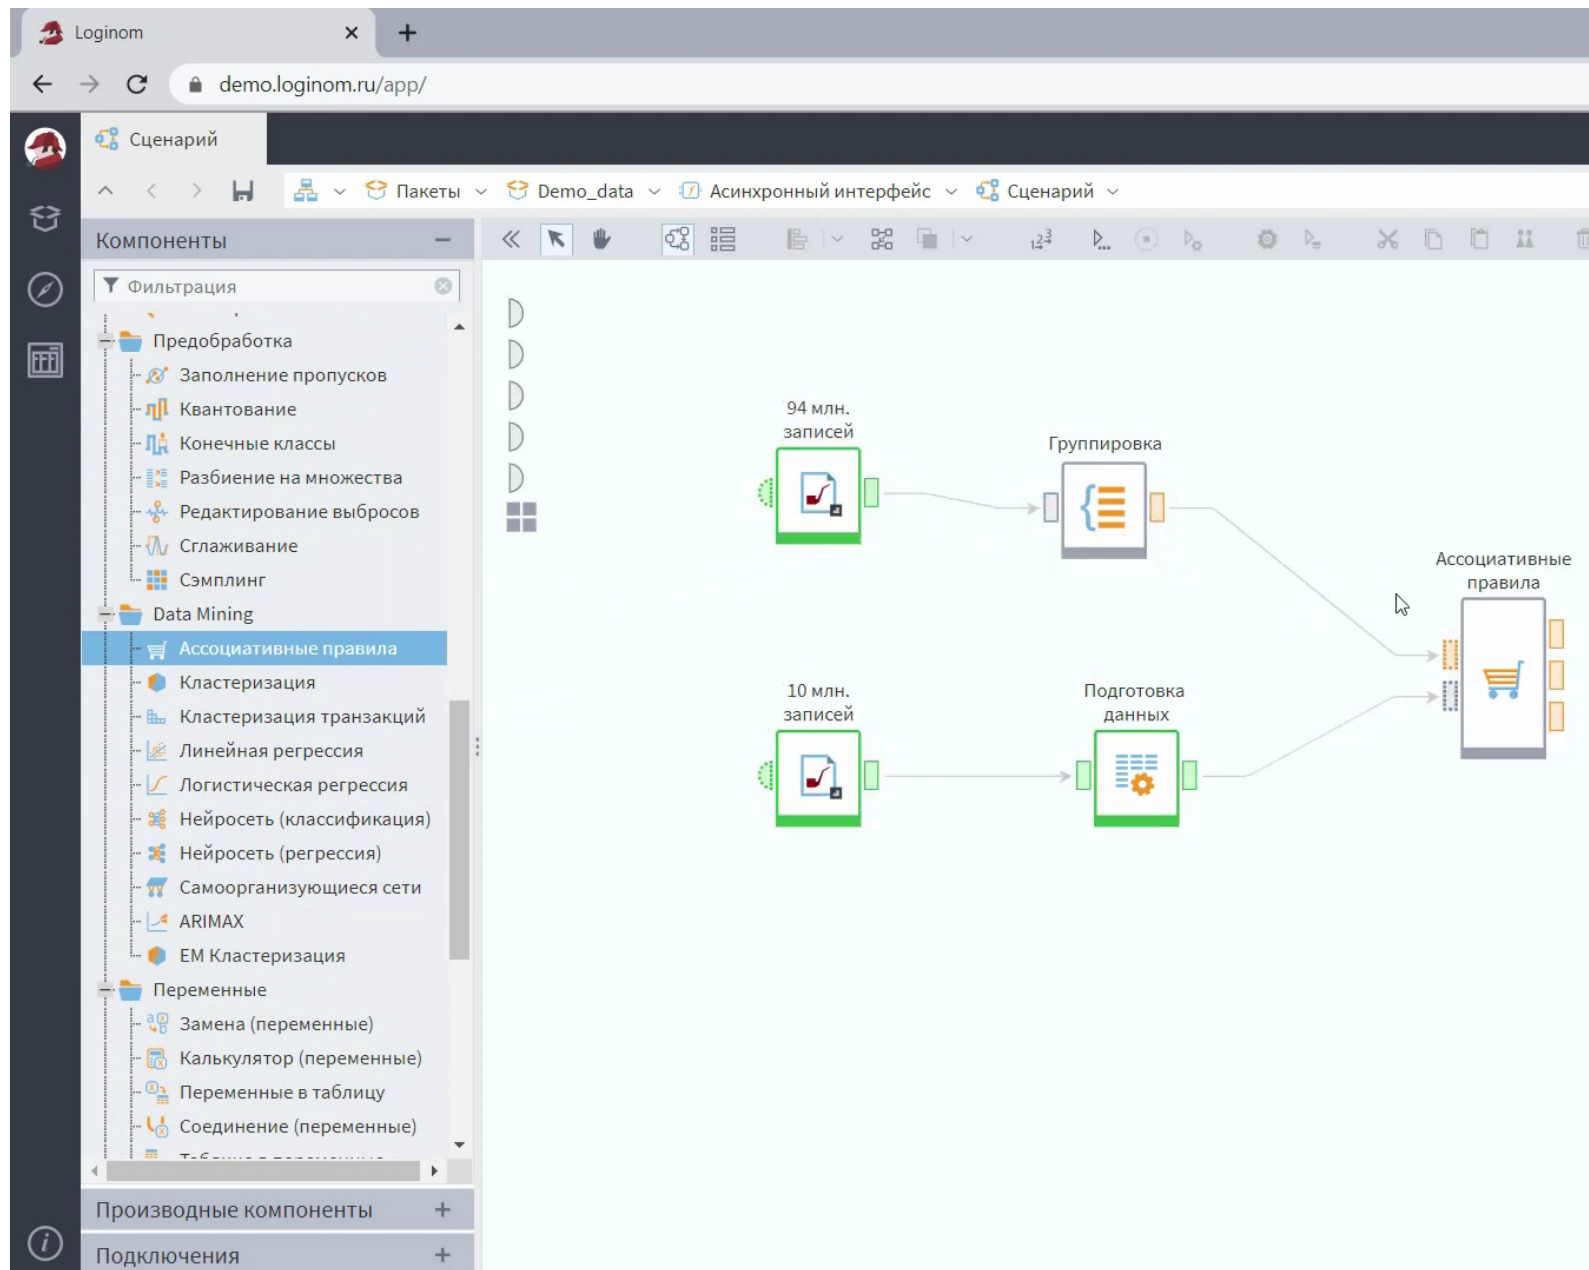 Loginom
demo.loginom.ru/app/
Сценарий
Пакеты
Demo_data
Асинхронный интерфейс
Сценарий
Компоненты
Фильтрация
Предобработка
Заполнение пропусков
Квантование
Конечные классы
Разбиение на множества
Редактирование выбросов
Сглаживание
Сэмплинг
Data Mining
Ассоциативные правила
Кластеризация
Кластеризация транзакций
Линейная регрессия
Логистическая регрессия
Нейросеть (классификация)
Нейросеть (регрессия)
Самоорганизующиеся сети
ARIMAX
EM Кластеризация
Переменные
Замена (переменные)
Калькулятор (переменные)
Переменные в таблицу
Соединение (переменные)
Производные компоненты
Подключения
94 млн.
записей
Группировка
Ассоциативные
правила
10 млн.
записей
Подготовка
данных